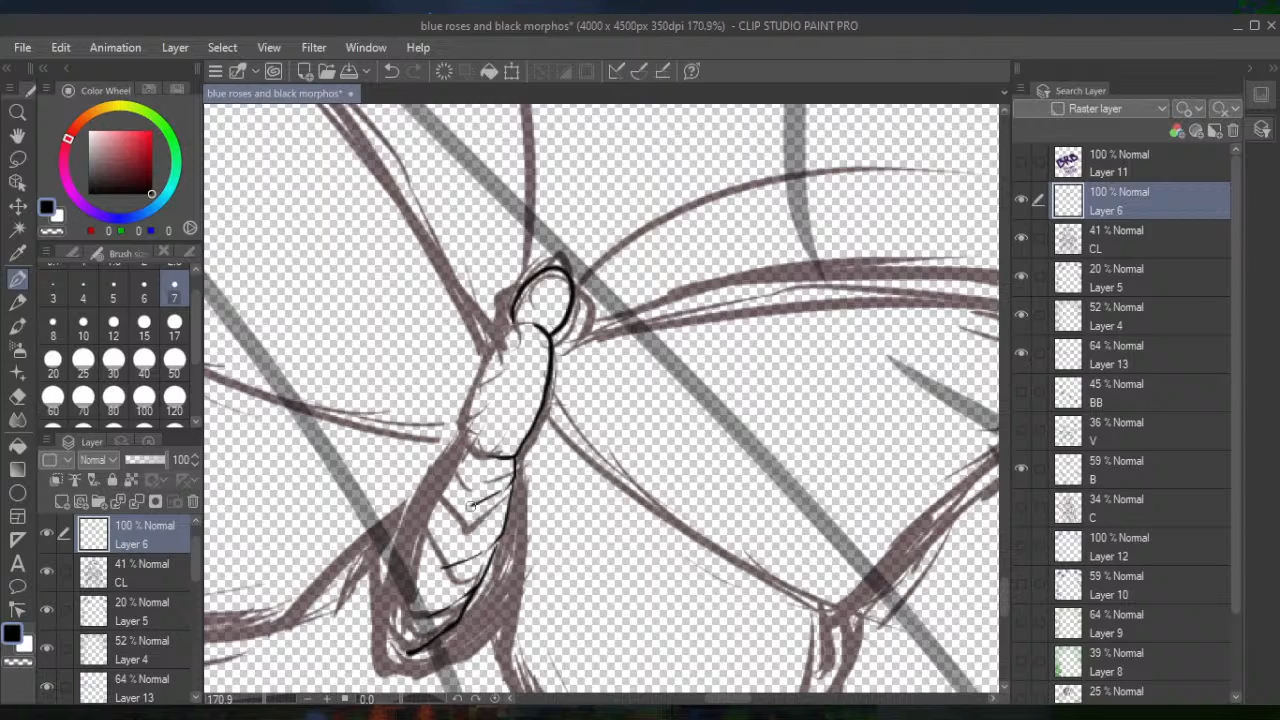 blue roses and black morphos* (4000 x 4500px 350dpi 170.9%) - CLIP STUDIO PAINT PRO
File Edit Animation Layer Select View Filter Window Help
Color Wheel
blue roses and black morphos*
Search Layer
Raster layer
0 0 0
Brush size
3 4 5 6 7
8 10 12 15 17
20 25 30 40 50
60 70 80 100 120
Layer
Normal 100
100 % Normal
Layer 6
41 % Normal
CL
20 % Normal
Layer 5
52 % Normal
Layer 4
64 % Normal
Layer 13
170.9 0.0
100 % Normal
Layer 11
100 % Normal
Layer 6
41 % Normal
CL
20 % Normal
Layer 5
52 % Normal
Layer 4
64 % Normal
Layer 13
45 % Normal
BB
36 % Normal
V
59 % Normal
B
34 % Normal
C
100 % Normal
Layer 12
59 % Normal
Layer 10
64 % Normal
Layer 9
39 % Normal
Layer 8
25 % Normal